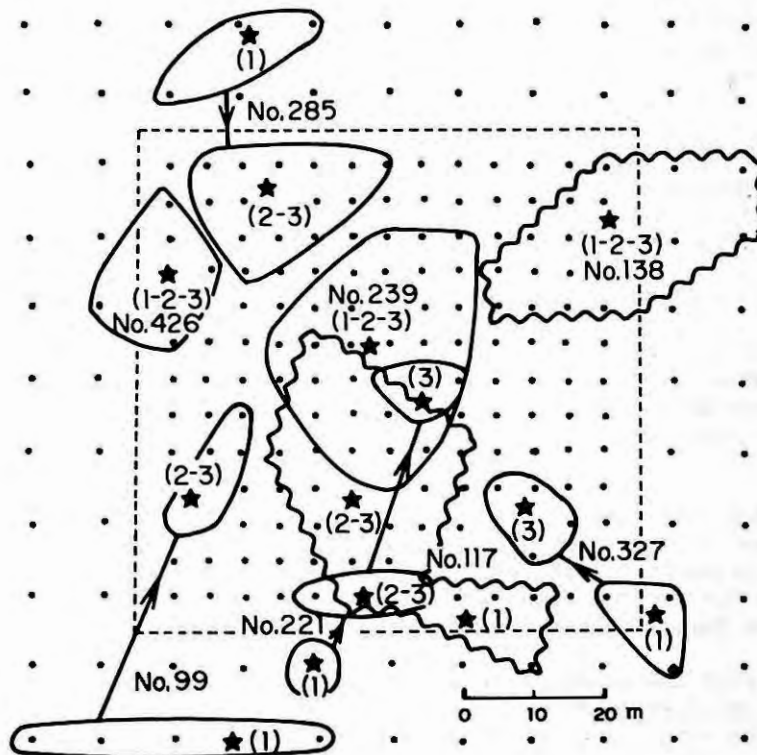 (1)
No.285
(2-3)
(1-2-3)
No.138
(1-2-3)
No.426
No.239
(1-2-3)
(3)
(2-3)
(2-3)
(3)
No.117
No.327
(2-3)
No.221
(1)
(1)
(1)
No.99
(1)
0 10 20 m